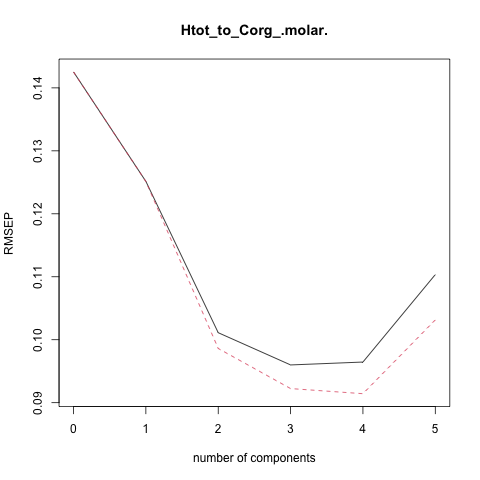 Htot_to_Corg_.molar.
0.14
0.13
0.12
0.11
0.10
0.09
RMSEP
0 1 2 3 4 5
number of components